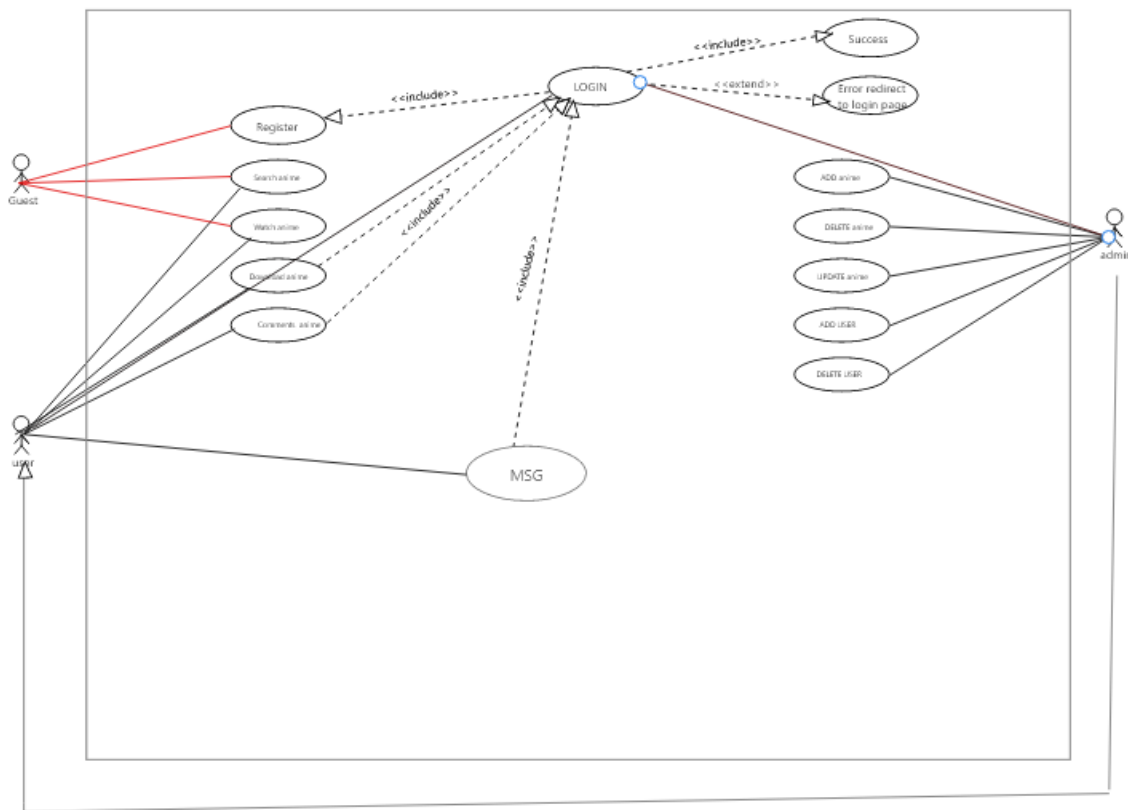 Success
<<include>>
LOGIN
<<extend>>
Error redirect
to login page
<<include>>
Register
Search anime
Guest
Watch anime
<<include>>
Download anime
Comments anime
<<include>>
ADD anime
DELETE anime
admin
UPDATE anime
ADD USER
DELETE USER
user
MSG